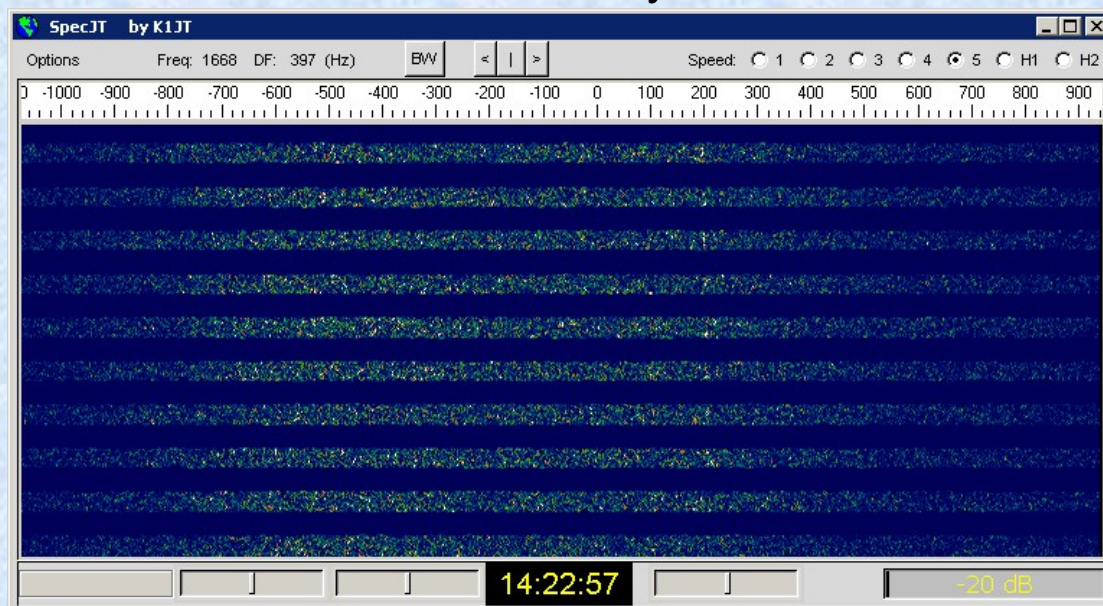 SpecJT by K1JT
Options Freq: 1668 DF: 397 (Hz) BW < | > Speed: 1 2 3 4 5 H1 H2
-1000 -900 -800 -700 -600 -500 -400 -300 -200 -100 0 100 200 300 400 500 600 700 800 900
14:22:57 -20 dB